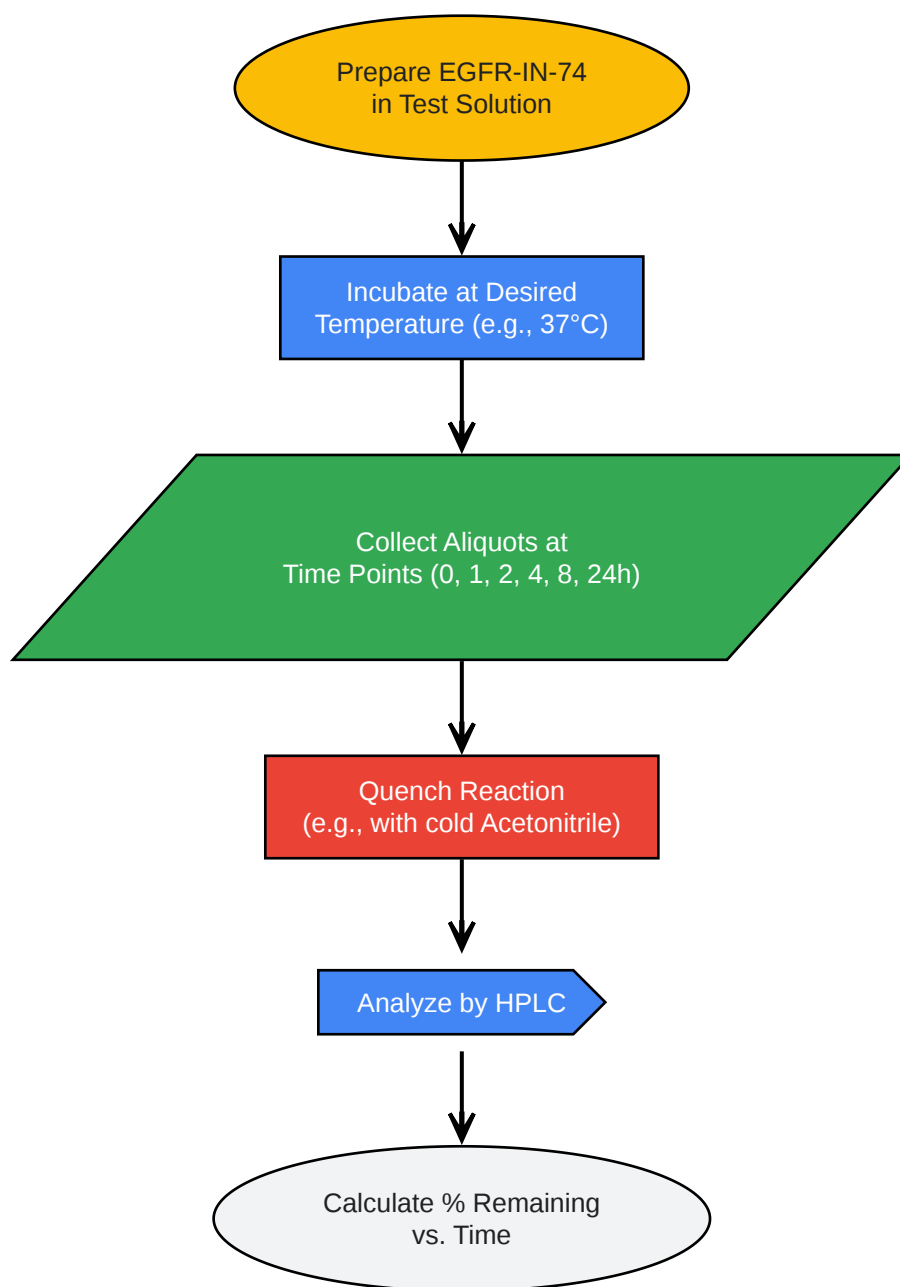 Prepare EGFR-IN-74
in Test Solution
Incubate at Desired
Temperature (e.g., 37°C)
Collect Aliquots at
Time Points (0, 1, 2, 4, 8, 24h)
Quench Reaction
(e.g., with cold Acetonitrile)
Analyze by HPLC
Calculate % Remaining
vs. Time